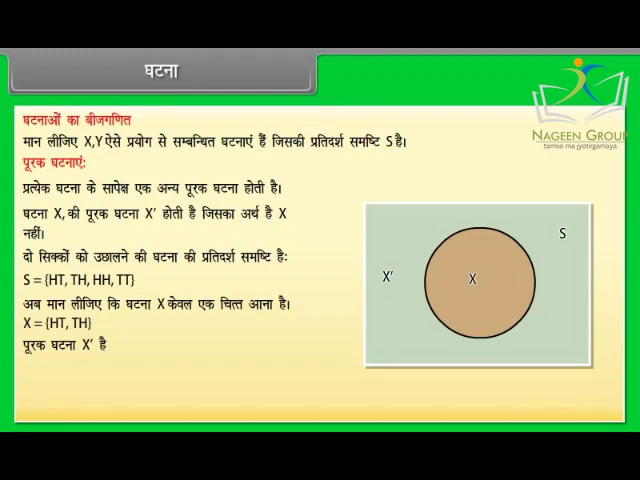 घटना
NAGEEN GROUP
tamso ma jyotirgamaya
घटनाओं का बीजगणित
मान लीजिए X,Y ऐसे प्रयोग से सम्बन्धित घटनाएं हैं जिसकी प्रतिदर्श समष्टि S है।
पूरक घटनाएं:
प्रत्येक घटना के सापेक्ष एक अन्य पूरक घटना होती है।
घटना X, की पूरक घटना X′ होती है जिसका अर्थ है X
नहीं।
दो सिक्कों को उछालने की घटना की प्रतिदर्श समष्टि है:
S = {HT, TH, HH, TT}
अब मान लीजिए कि घटना X केवल एक चित्त आना है।
X = {HT, TH}
पूरक घटना X′ है
S
X′
X